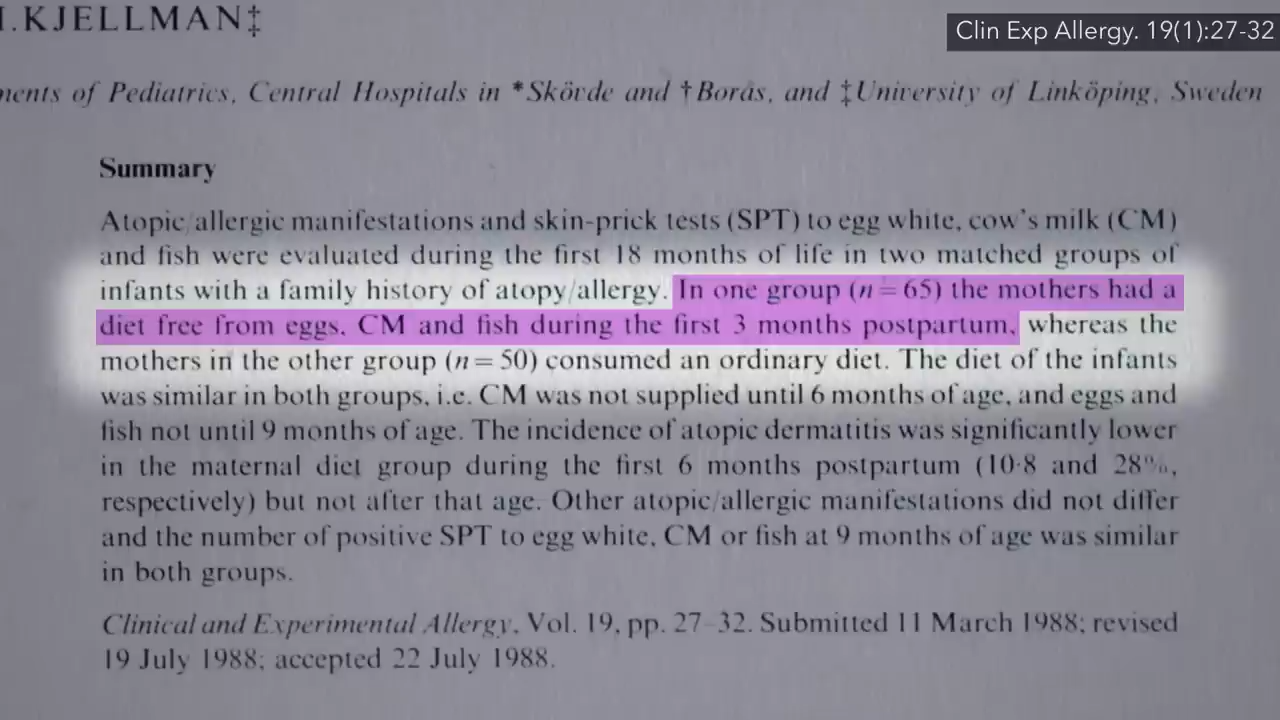 I.KJELLMAN‡
Clin Exp Allergy. 19(1):27-32
ments of Pediatrics, Central Hospitals in *Skövde and †Borås, and ‡University of Linköping, Sweden
Summary
Atopic/allergic manifestations and skin-prick tests (SPT) to egg white, cow's milk (CM)
and fish were evaluated during the first 18 months of life in two matched groups of
infants with a family history of atopy/allergy. In one group (n=65) the mothers had a
diet free from eggs, CM and fish during the first 3 months postpartum, whereas the
mothers in the other group (n=50) consumed an ordinary diet. The diet of the infants
was similar in both groups, i.e. CM was not supplied until 6 months of age, and eggs and
fish not until 9 months of age. The incidence of atopic dermatitis was significantly lower
in the maternal diet group during the first 6 months postpartum (10·8 and 28%,
respectively) but not after that age. Other atopic/allergic manifestations did not differ
and the number of positive SPT to egg white, CM or fish at 9 months of age was similar
in both groups.
Clinical and Experimental Allergy, Vol. 19, pp. 27–32. Submitted 11 March 1988; revised
19 July 1988; accepted 22 July 1988.